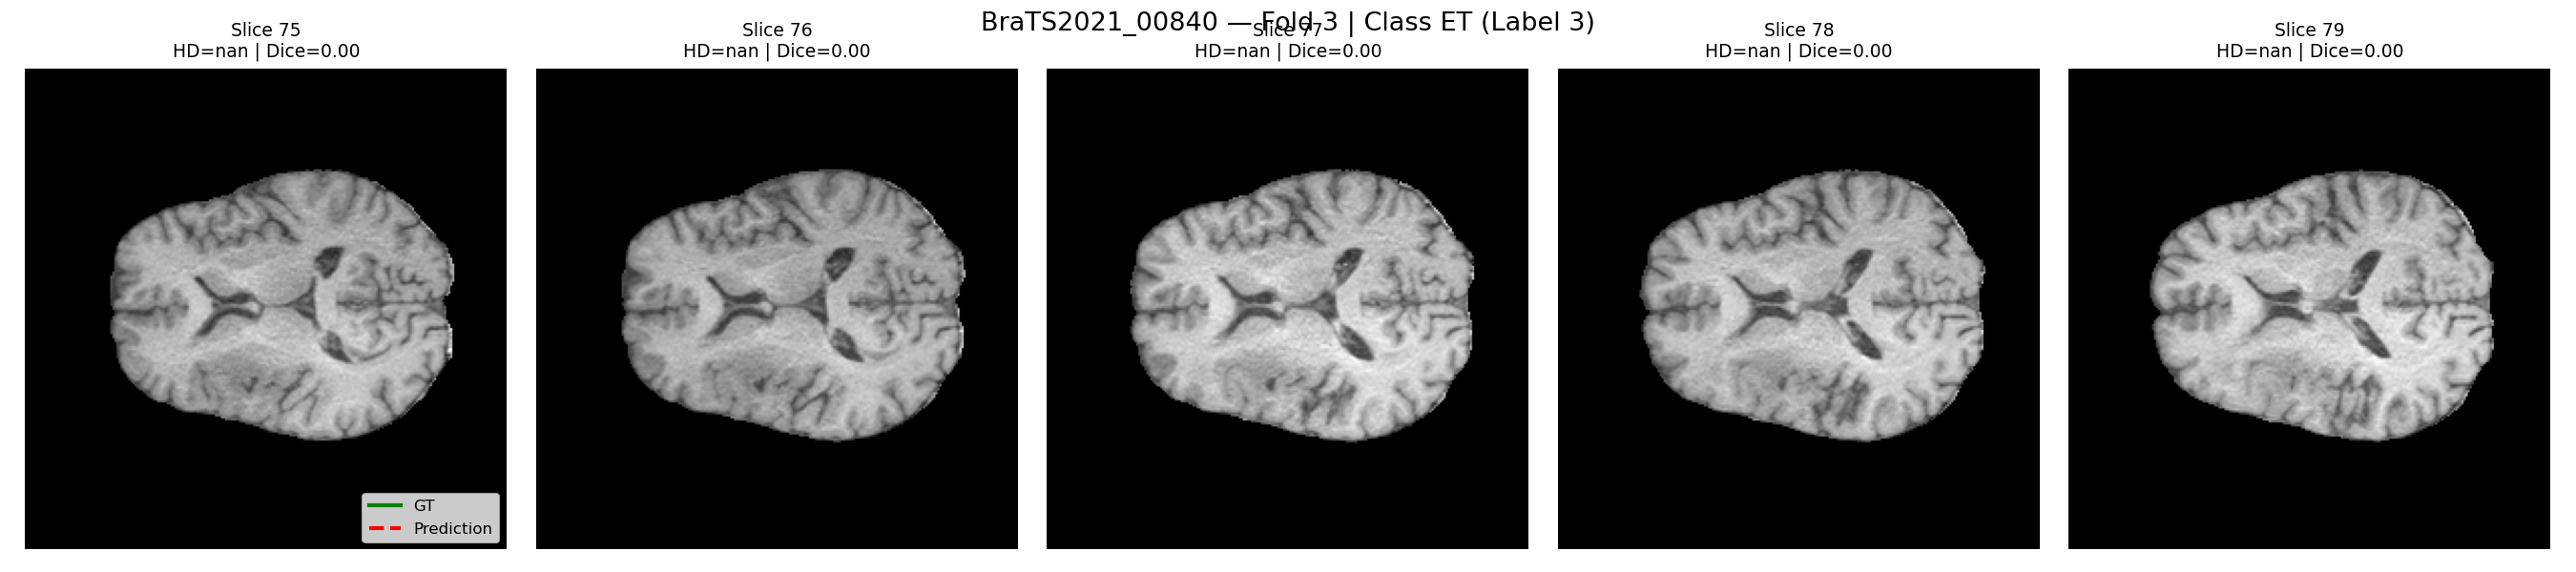 BraTS2021_00840 — Fold 3 | Class ET (Label 3)
Slice 75
HD=nan | Dice=0.00
Slice 76
HD=nan | Dice=0.00
Slice 77
HD=nan | Dice=0.00
Slice 78
HD=nan | Dice=0.00
Slice 79
HD=nan | Dice=0.00
GT
Prediction